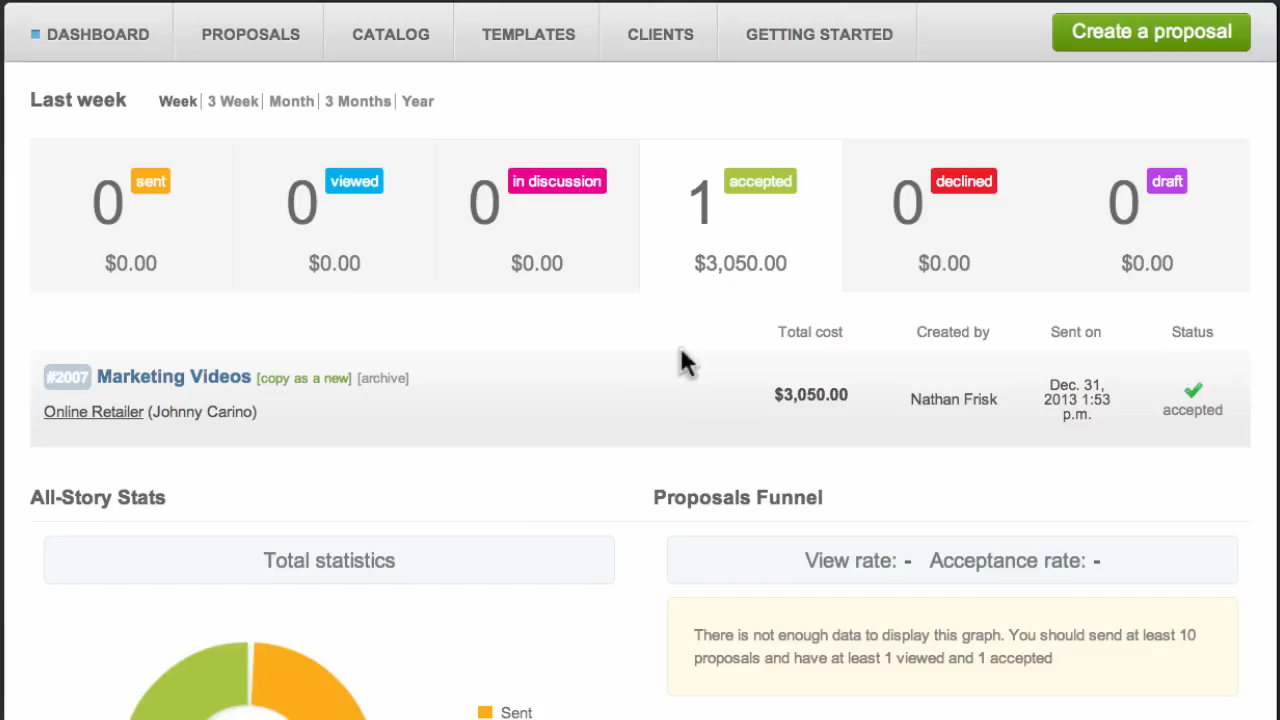 DASHBOARD PROPOSALS CATALOG TEMPLATES CLIENTS GETTING STARTED Create a proposal
Last week Week| 3 Week| Month| 3 Months| Year
0 sent 0 viewed 0 in discussion 1 accepted 0 declined 0 draft
$0.00 $0.00 $0.00 $3,050.00 $0.00 $0.00
Total cost Created by Sent on Status
#2007 Marketing Videos [copy as a new] [archive]
Online Retailer (Johnny Carino)
$3,050.00 Nathan Frisk
Dec. 31,
2013 1:53
p.m.
accepted
All-Story Stats
Total statistics
Sent
Proposals Funnel
View rate: - Acceptance rate: -
There is not enough data to display this graph. You should send at least 10
proposals and have at least 1 viewed and 1 accepted